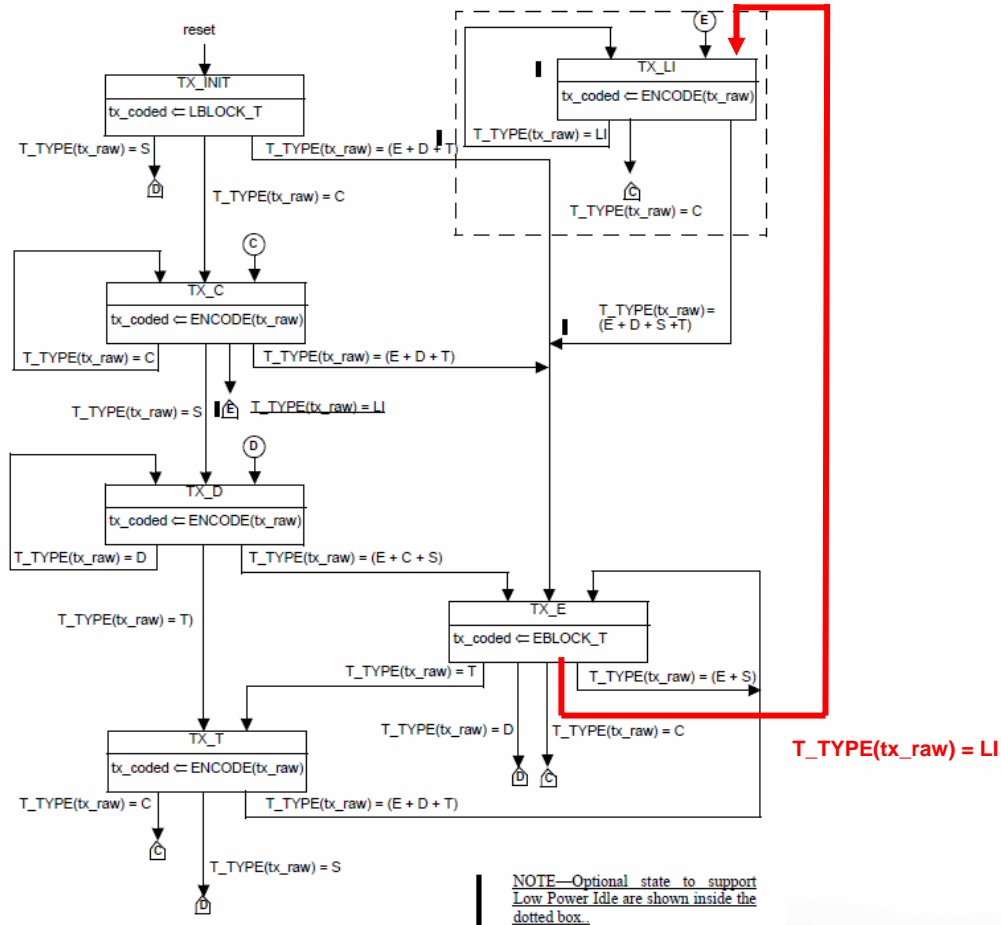 reset
E
TX_INIT
tx_coded ⇐ LBLOCK_T
T_TYPE(tx_raw) = S
T_TYPE(tx_raw) = (E + D + T)
D
T_TYPE(tx_raw) = C
TX_LI
tx_coded ⇐ ENCODE(tx_raw)
T_TYPE(tx_raw) = LI
C
T_TYPE(tx_raw) = C
T_TYPE(tx_raw) =
(E + D + S +T)
C
TX_C
tx_coded ⇐ ENCODE(tx_raw)
T_TYPE(tx_raw) = C
T_TYPE(tx_raw) = (E + D + T)
T_TYPE(tx_raw) = S
E
T_TYPE(tx_raw) = LI
D
TX_D
tx_coded ⇐ ENCODE(tx_raw)
T_TYPE(tx_raw) = D
T_TYPE(tx_raw) = (E + C + S)
T_TYPE(tx_raw) = T)
TX_E
tx_coded ⇐ EBLOCK_T
T_TYPE(tx_raw) = T
T_TYPE(tx_raw) = (E + S)
T_TYPE(tx_raw) = D
T_TYPE(tx_raw) = C
D
C
T_TYPE(tx_raw) = LI
TX_T
tx_coded ⇐ ENCODE(tx_raw)
T_TYPE(tx_raw) = C
T_TYPE(tx_raw) = (E + D + T)
C
T_TYPE(tx_raw) = S
D
NOTE—Optional state to support
Low Power Idle are shown inside the
dotted box..